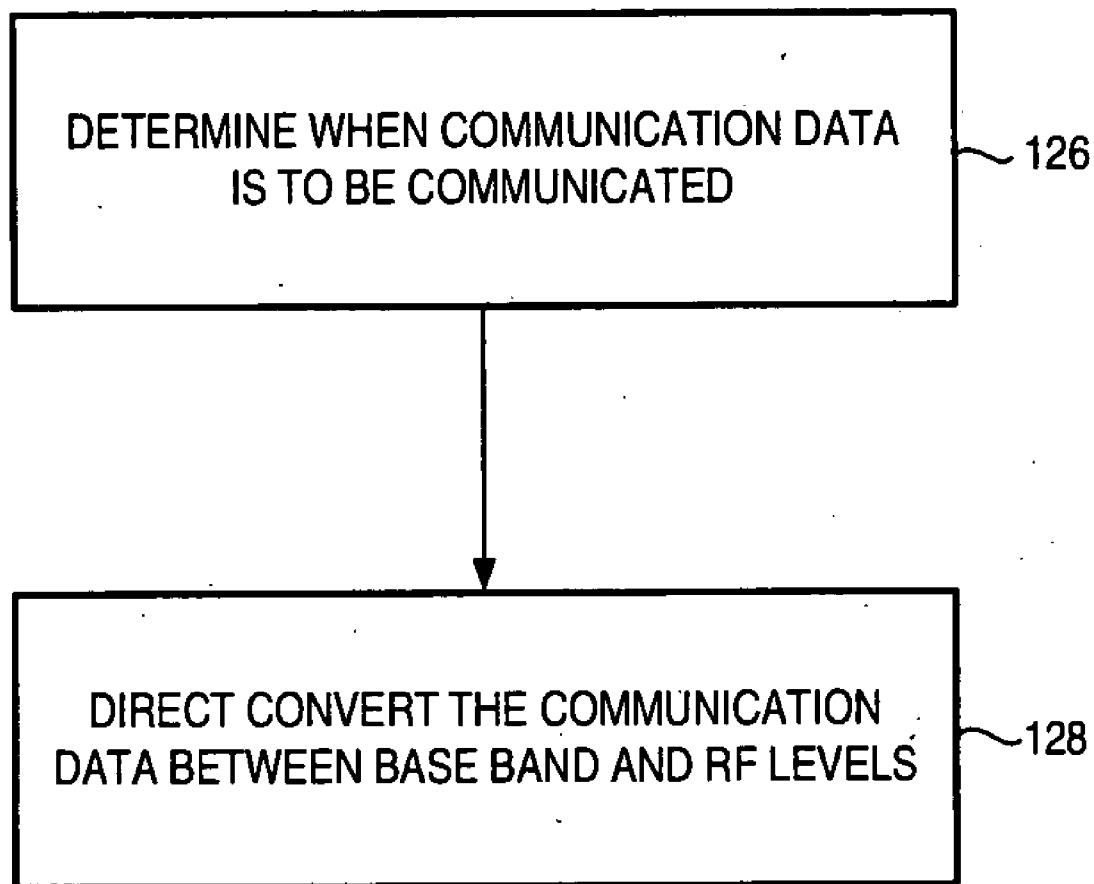 DETERMINE WHEN COMMUNICATION DATA
IS TO BE COMMUNICATED
126
DIRECT CONVERT THE COMMUNICATION
DATA BETWEEN BASE BAND AND RF LEVELS
128